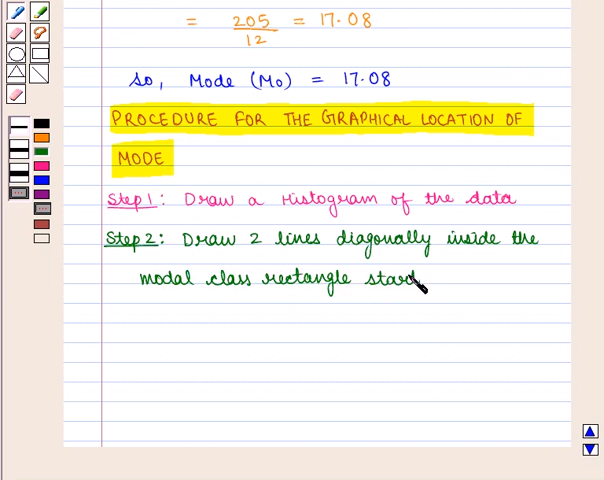 = 205/12 = 17.08
So, Mode (Mo) = 17.08
PROCEDURE FOR THE GRAPHICAL LOCATION OF
MODE
Step 1: Draw a Histogram of the data
Step 2: Draw 2 lines diagonally inside the
modal class rectangle start